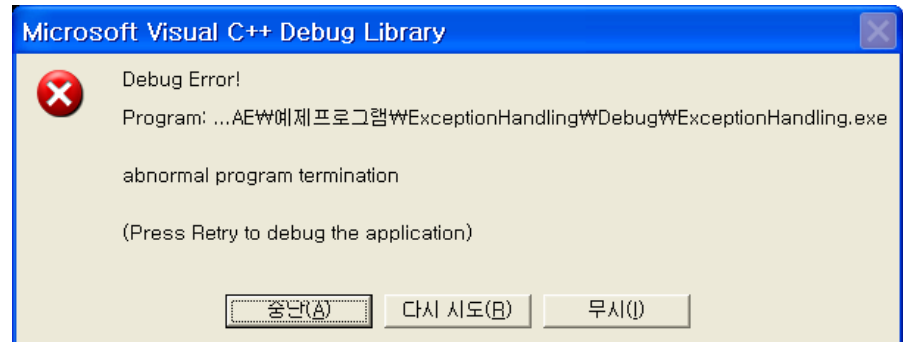 Microsoft Visual C++ Debug Library
Debug Error!
Program: ...AE₩예제프로그램₩ExceptionHandling₩Debug₩ExceptionHandling.exe
abnormal program termination
(Press Retry to debug the application)
중단(A) 다시 시도(R) 무시(I)